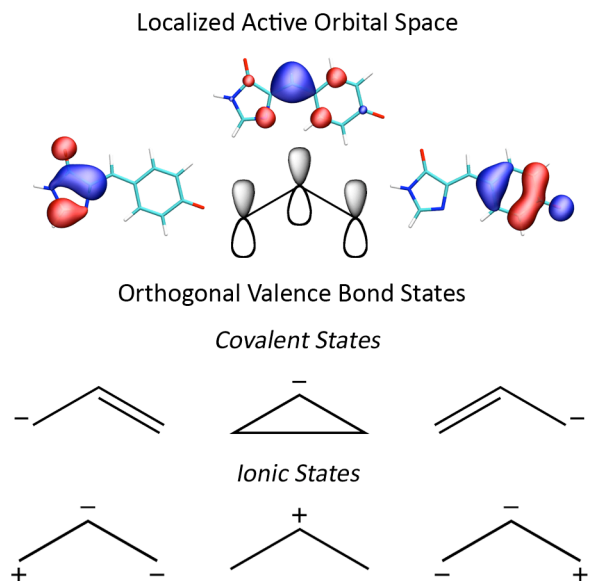 Localized Active Orbital Space
Orthogonal Valence Bond States
Covalent States
− − −
Ionic States
− + −
+ − − +